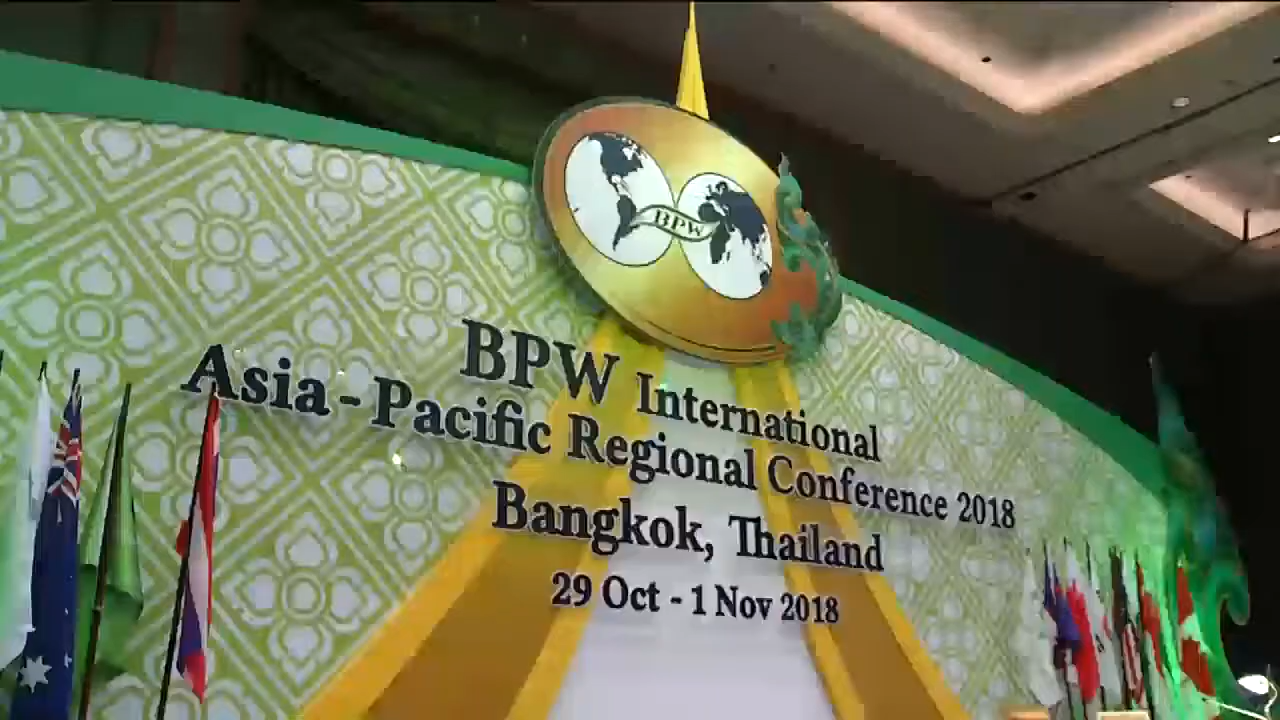 BPW
BPW International
Asia-Pacific Regional Conference 2018
Bangkok, Thailand
29 Oct - 1 Nov 2018